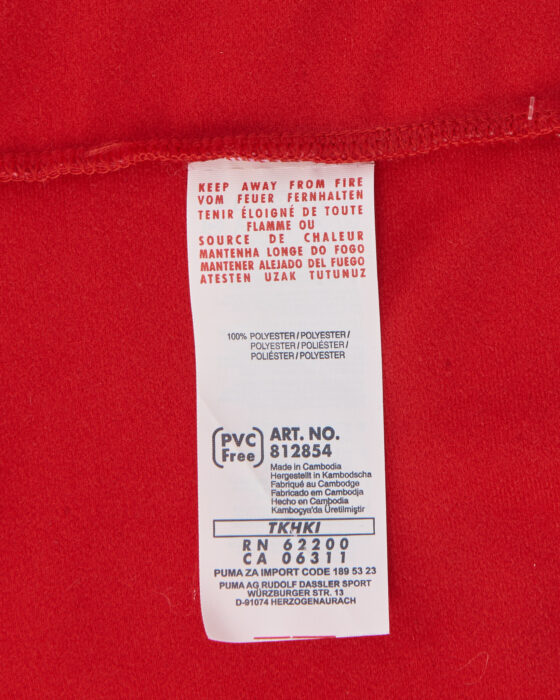 KEEP AWAY FROM FIRE
VOM FEUER FERNHALTEN
TENIR ÉLOIGNÉ DE TOUTE
FLAMME OU
SOURCE DE CHALEUR
MANTENHA LONGE DO FOGO
MANTENER ALEJADO DEL FUEGO
ATESTEN UZAK TUTUNUZ
100% POLYESTER/POLYESTER/
POLYESTER/POLIÉSTER/
POLIÉSTER/POLYESTER
PVC Free
ART. NO.
812854
Made in Cambodia
Hergestellt in Kambodscha
Fabriqué au Cambodge
Fabricado em Cambodja
Hecho en Cambodia
Kamboçya'da Üretilmiştir
TKHKI
RN 62200
CA 06311
PUMA ZA IMPORT CODE 189 53 23
PUMA AG RUDOLF DASSLER SPORT
WÜRZBURGER STR. 13
D-91074 HERZOGENAURACH